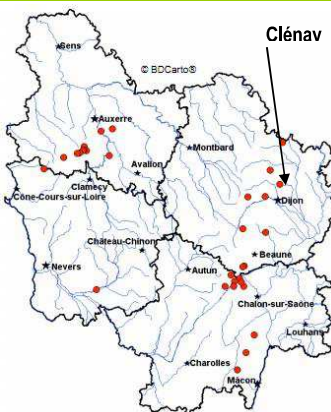 Clénav
Sens
© BDCarto®
Auxerre
Montbard
Avallon
Clamecy
Cône-Cours-sur-Loire
Dijon
Château-Chinon
Beaune
Nevers
Autun
Chalon-sur-Saône
Louhans
Charolles
Macon